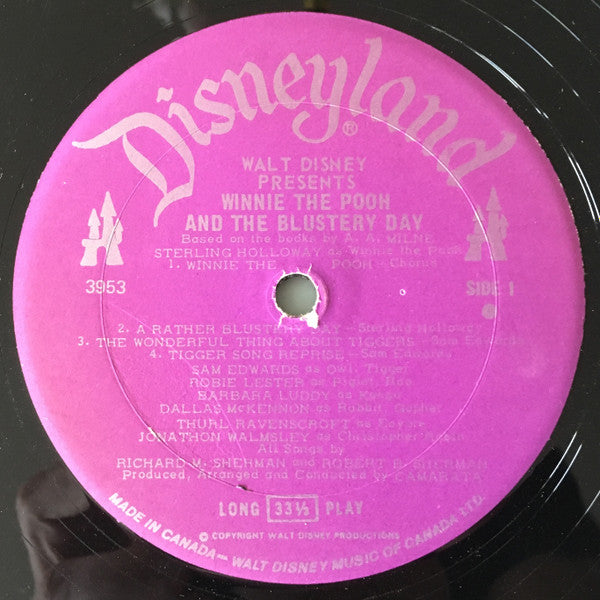 Disneyland
®
WALT DISNEY
PRESENTS
WINNIE THE POOH
AND THE BLUSTERY DAY
Based on the books by A. A. MILNE
STERLING HOLLOWAY as Winnie the Pooh
1. WINNIE THE POOH — Chorus
3953
SIDE 1
2. A RATHER BLUSTERY DAY — Sterling Holloway
3. THE WONDERFUL THING ABOUT TIGGERS — Sam Edwards
4. TIGGER SONG REPRISE — Sam Edwards
SAM EDWARDS as Owl, Tigger
ROBIE LESTER as Piglet, Roo
BARBARA LUDDY as Kanga
DALLAS McKENNON as Rabbit, Gopher
THURL RAVENSCROFT as Eeyore
JONATHON WALMSLEY as Christopher Robin
All Songs by
RICHARD M. SHERMAN and ROBERT B. SHERMAN
Produced, Arranged and Conducted by CAMARATA
LONG 33⅓ PLAY
© COPYRIGHT WALT DISNEY PRODUCTIONS
MADE IN CANADA — WALT DISNEY MUSIC OF CANADA LTD.